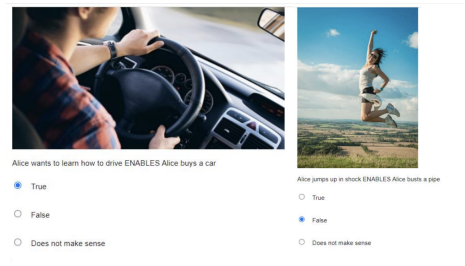 Alice wants to learn how to drive ENABLES Alice buys a car
True
False
Does not make sense
Alice jumps up in shock ENABLES Alice busts a pipe
True
False
Does not make sense